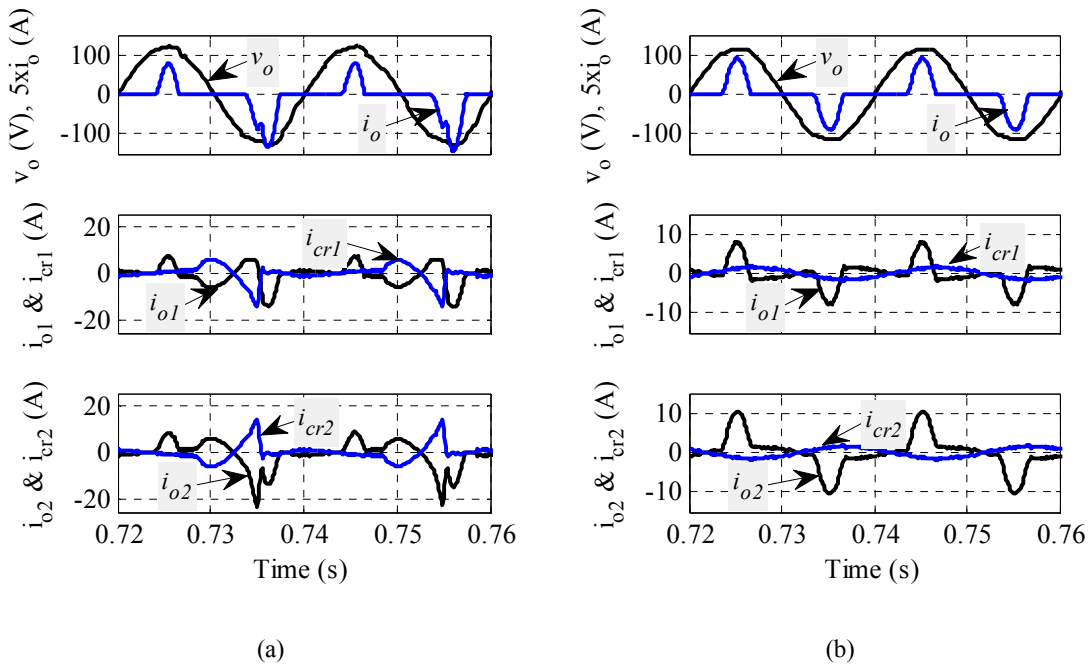 v_o (V), 5xi_o (A)
100
0
-100
v_o
i_o
i_o1 & i_cr1 (A)
20
0
-20
i_cr1
i_o1
i_o2 & i_cr2 (A)
20
0
-20
i_cr2
i_o2
0.72 0.73 0.74 0.75 0.76
Time (s)
(a)
v_o (V), 5xi_o (A)
100
0
-100
v_o
i_o
i_o1 & i_cr1 (A)
10
0
-10
i_cr1
i_o1
i_o2 & i_cr2 (A)
10
0
-10
i_cr2
i_o2
0.72 0.73 0.74 0.75 0.76
Time (s)
(b)